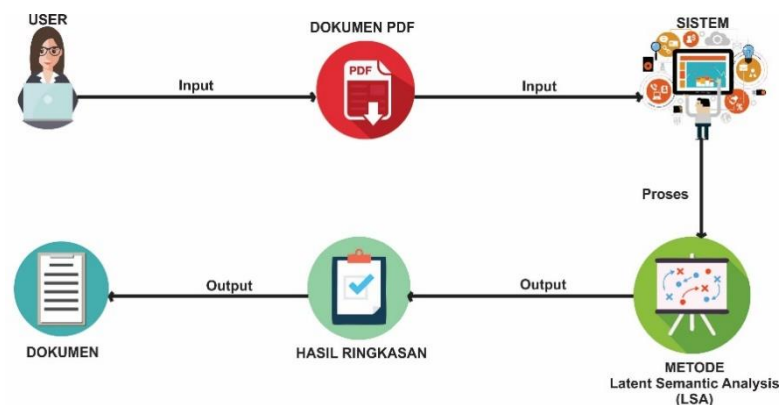 USER
DOKUMEN PDF
SISTEM
PDF
Input
Input
Proses
Output
Output
DOKUMEN
HASIL RINGKASAN
METODE
Latent Semantic Analysis
(LSA)